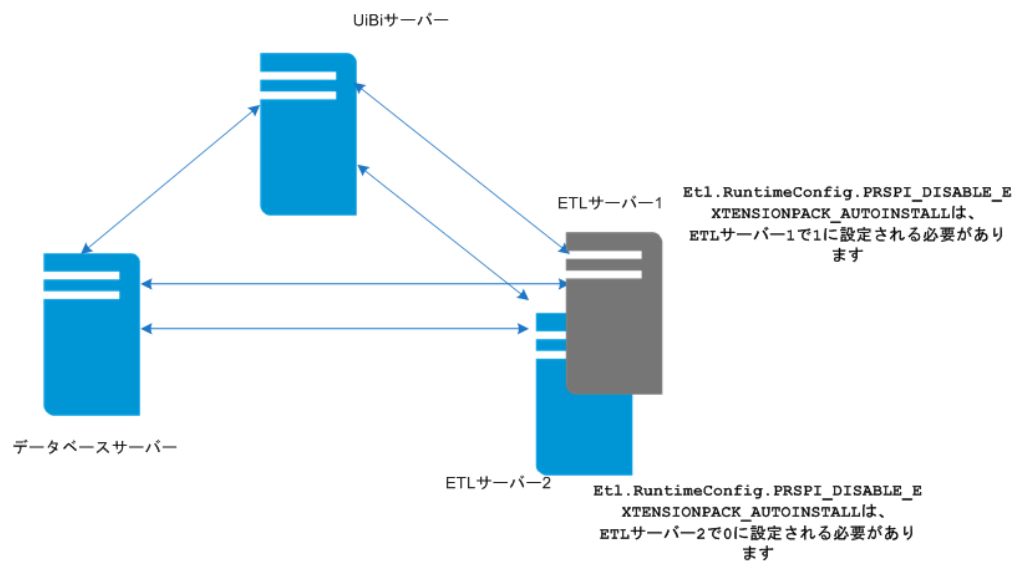 UiBiサーバー
ETLサーバー1
Etl.RuntimeConfig.PRSPI_DISABLE_E
XTENSIONPACK_AUTOINSTALLは、
ETLサーバー1で1に設定される必要があり
ます
データベースサーバー
ETLサーバー2
Etl.RuntimeConfig.PRSPI_DISABLE_E
XTENSIONPACK_AUTOINSTALLは、
ETLサーバー2で0に設定される必要があり
ます